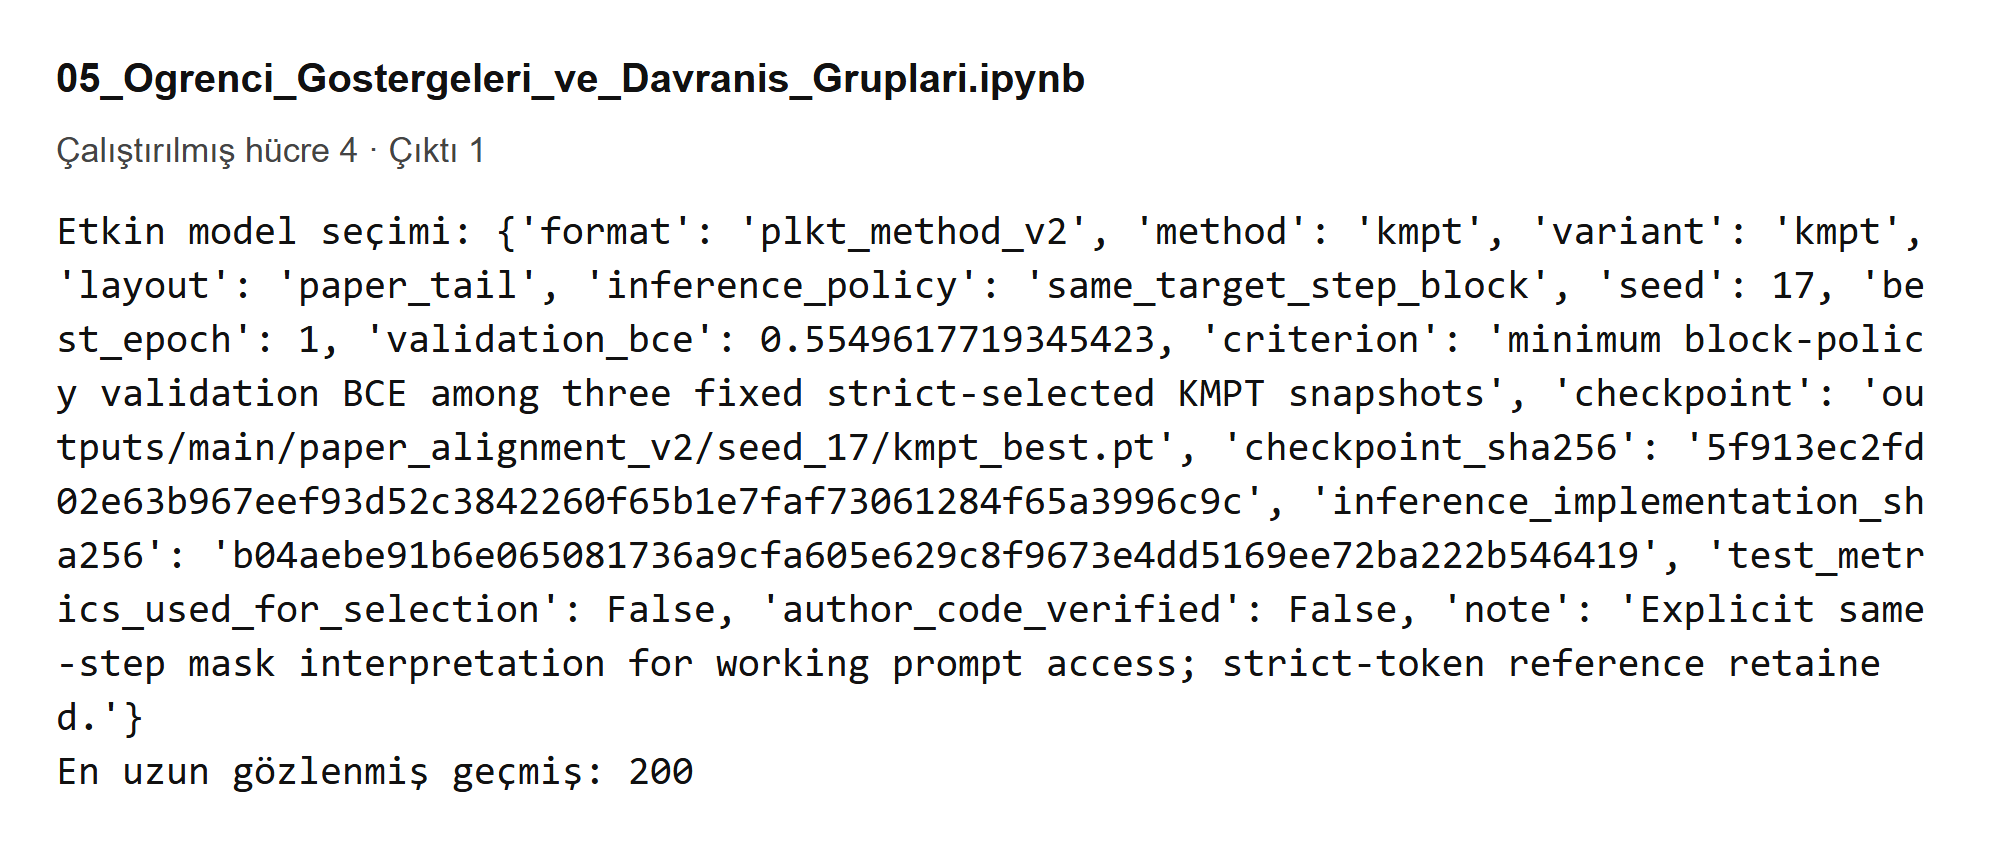 05_Ogrenci_Gostergeleri_ve_Davranis_Gruplari.ipynb
Çalıştırılmış hücre 4 · Çıktı 1
Etkin model seçimi: {'format': 'plkt_method_v2', 'method': 'kmpt', 'variant': 'kmpt',
'layout': 'paper_tail', 'inference_policy': 'same_target_step_block', 'seed': 17, 'be
st_epoch': 1, 'validation_bce': 0.5549617719345423, 'criterion': 'minimum block-polic
y validation BCE among three fixed strict-selected KMPT snapshots', 'checkpoint': 'ou
tputs/main/paper_alignment_v2/seed_17/kmpt_best.pt', 'checkpoint_sha256': '5f913ec2fd
02e63b967eef93d52c3842260f65b1e7faf73061284f65a3996c9c', 'inference_implementation_sh
a256': 'b04aebe91b6e065081736a9cfa605e629c8f9673e4dd5169ee72ba222b546419', 'test_metr
ics_used_for_selection': False, 'author_code_verified': False, 'note': 'Explicit same
-step mask interpretation for working prompt access; strict-token reference retaine
d.'}
En uzun gözlenmiş geçmiş: 200